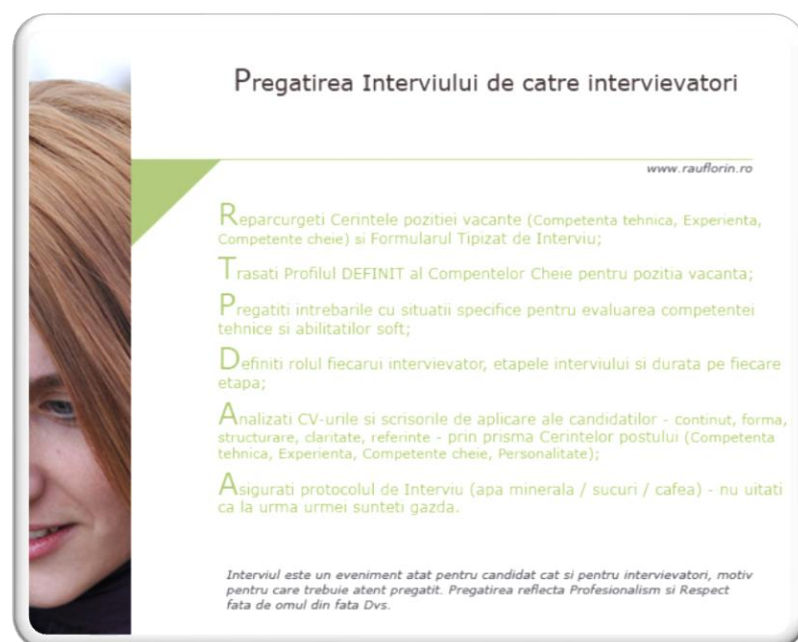 Pregatirea Interviului de catre intervievatori
www.rauflorin.ro
Reparcurgeti Cerintele pozitiei vacante (Competenta tehnica, Experienta,
Competente cheie) si Formularul Tipizat de Interviu;
Trasati Profilul DEFINIT al Compentelor Cheie pentru pozitia vacanta;
Pregatiti intrebarile cu situatii specifice pentru evaluarea competentei
tehnice si abilitatilor soft;
Definiti rolul fiecarui intervievator, etapele interviului si durata pe fiecare
etapa;
Analizati CV-urile si scrisorile de aplicare ale candidatilor - continut, forma,
structurare, claritate, referinte - prin prisma Cerintelor postului (Competenta
tehnica, Experienta, Competente cheie, Personalitate);
Asigurati protocolul de Interviu (apa minerala / sucuri / cafea) - nu uitati
ca la urma urmei sunteti gazda.
Interviul este un eveniment atat pentru candidat cat si pentru intervievatori, motiv
pentru care trebuie atent pregatit. Pregatirea reflecta Profesionalism si Respect
fata de omul din fata Dvs.